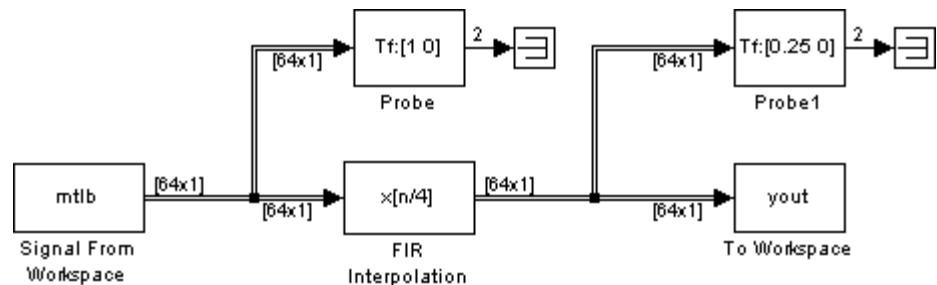 Tf:[1 0]
2
[64x1]
Probe
Tf:[0.25 0]
2
[64x1]
Probe1
mtlb
[64x1]
[64x1]
Signal From
Workspace
x[n/4]
[64x1]
FIR
Interpolation
[64x1]
yout
To Workspace